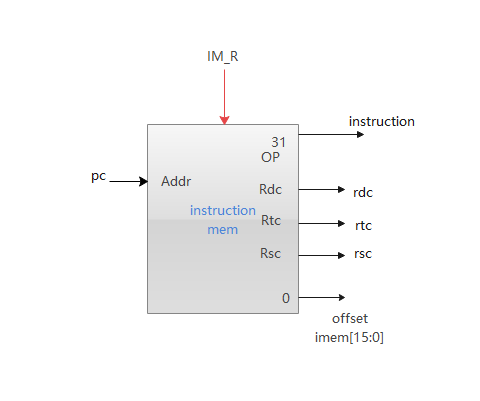 IM_R
instruction
31
OP
pc
Addr
Rdc
rdc
instruction
mem
Rtc
rtc
Rsc
rsc
0
offset
imem[15:0]